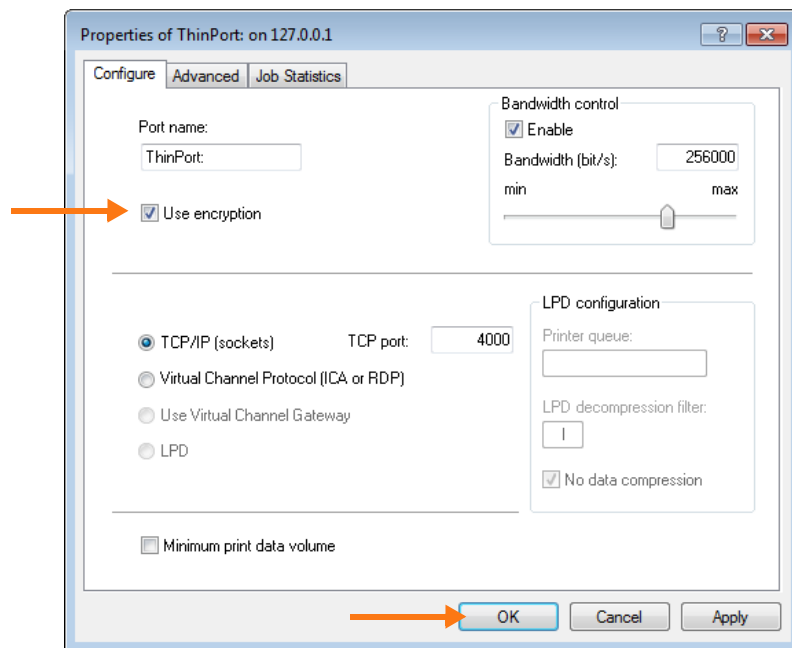 Properties of ThinPort: on 127.0.0.1
Configure Advanced Job Statistics
Port name:
ThinPort:
Use encryption
Bandwidth control
Enable
Bandwidth (bit/s): 256000
min max
TCP/IP (sockets) TCP port: 4000
Virtual Channel Protocol (ICA or RDP)
Use Virtual Channel Gateway
LPD
LPD configuration
Printer queue:
LPD decompression filter:
l
No data compression
Minimum print data volume
OK Cancel Apply